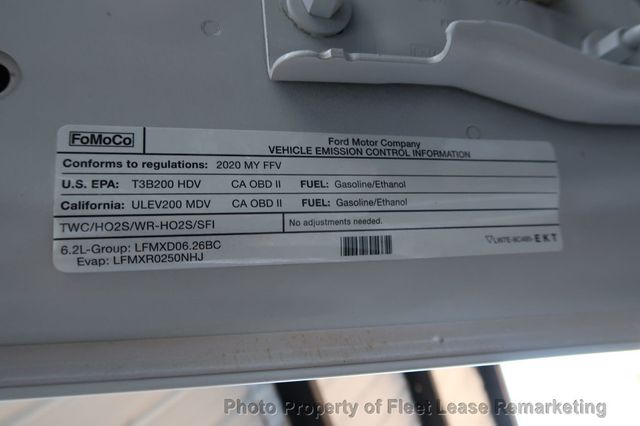 FoMoCo
Ford Motor Company
VEHICLE EMISSION CONTROL INFORMATION
Conforms to regulations: 2020 MY FFV
U.S. EPA: T3B200 HDV CA OBD II FUEL: Gasoline/Ethanol
California: ULEV200 MDV CA OBD II FUEL: Gasoline/Ethanol
TWC/HO2S/WR-HO2S/SFI No adjustments needed.
6.2L-Group: LFMXD06.26BC
Evap: LFMXR0250NHJ
EKT
Photo Property of Fleet Lease Remarketing